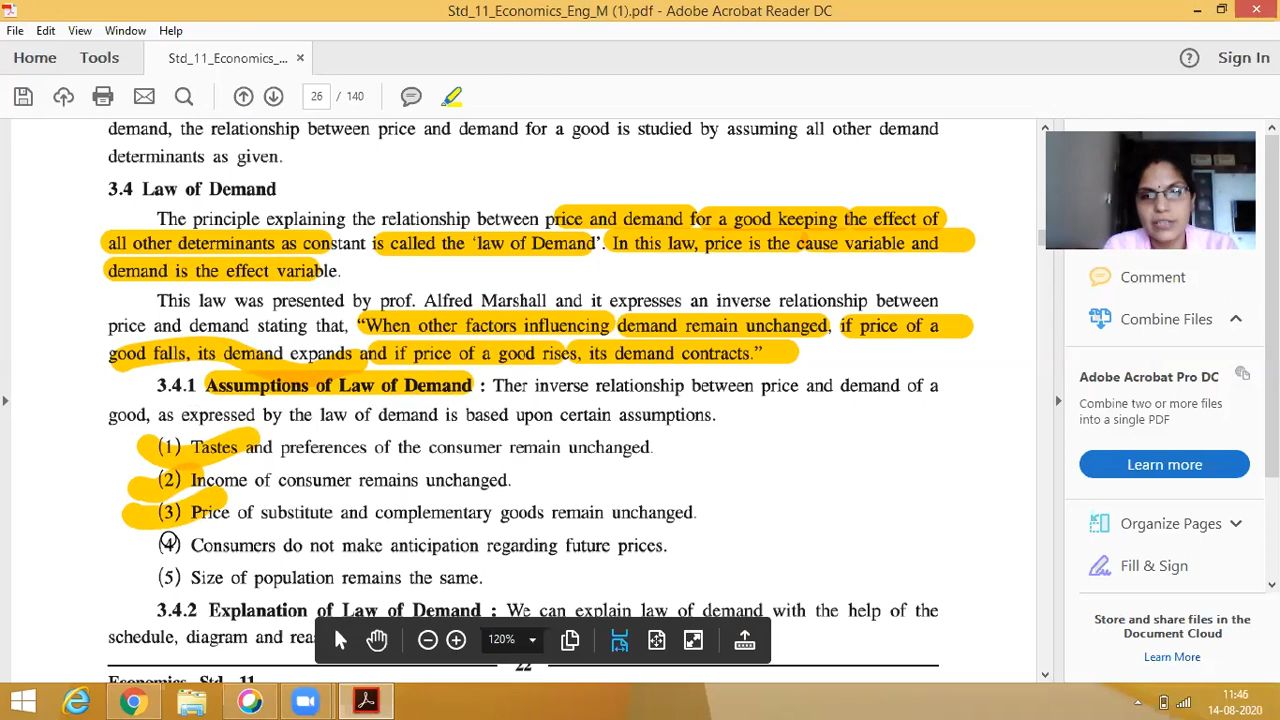 Std_11_Economics_Eng_M (1).pdf - Adobe Acrobat Reader DC
File Edit View Window Help
Home Tools Std_11_Economics_... × Sign In
26 / 140
demand, the relationship between price and demand for a good is studied by assuming all other demand
determinants as given.
3.4 Law of Demand
The principle explaining the relationship between price and demand for a good keeping the effect of
all other determinants as constant is called the ‘law of Demand’. In this law, price is the cause variable and
demand is the effect variable.
This law was presented by prof. Alfred Marshall and it expresses an inverse relationship between
price and demand stating that, “When other factors influencing demand remain unchanged, if price of a
good falls, its demand expands and if price of a good rises, its demand contracts.”
3.4.1 Assumptions of Law of Demand : Ther inverse relationship between price and demand of a
good, as expressed by the law of demand is based upon certain assumptions.
(1) Tastes and preferences of the consumer remain unchanged.
(2) Income of consumer remains unchanged.
(3) Price of substitute and complementary goods remain unchanged.
(4) Consumers do not make anticipation regarding future prices.
(5) Size of population remains the same.
3.4.2 Explanation of Law of Demand : We can explain law of demand with the help of the
schedule, diagram and
22
Economics, Std. 11
120%
Comment
Combine Files
Adobe Acrobat Pro DC
Combine two or more files
into a single PDF
Learn more
Organize Pages
Fill & Sign
Store and share files in the
Document Cloud
Learn More
11:46
14-08-2020